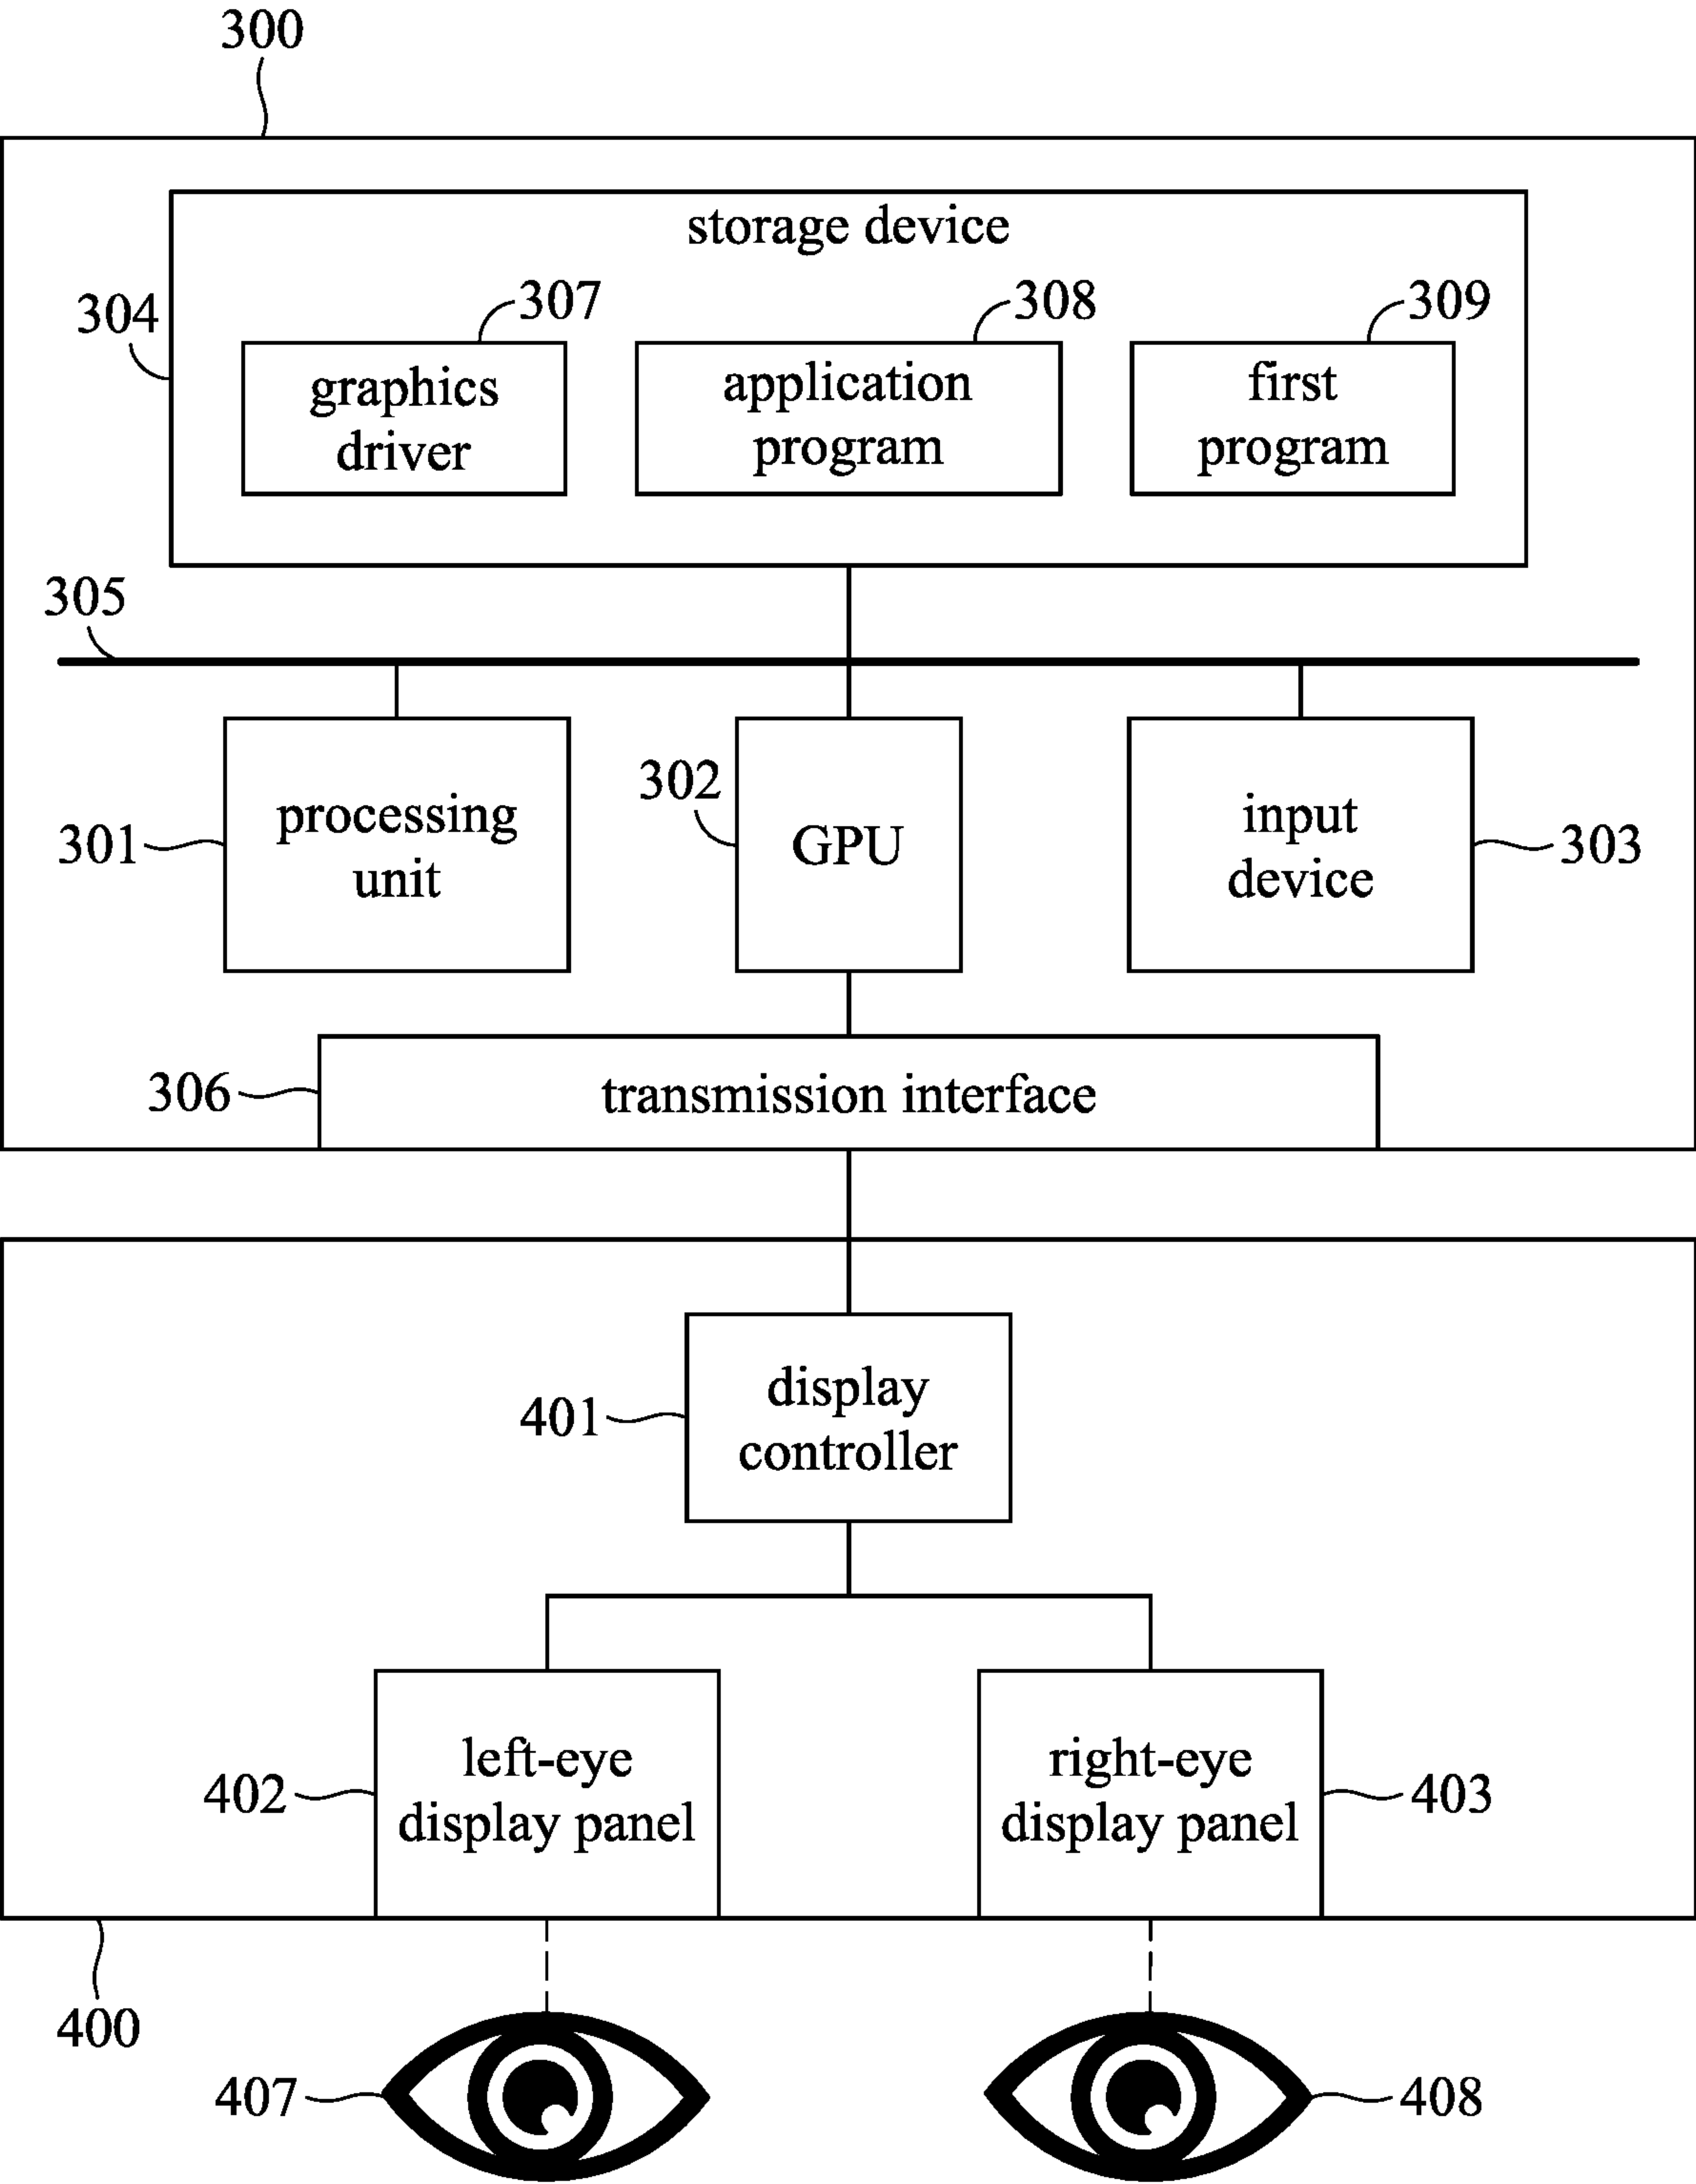 300
storage device
304
307
308
309
graphics
driver
application
program
first
program
305
301
processing
unit
302
GPU
input
device
303
306
transmission interface
401
display
controller
402
left-eye
display panel
right-eye
display panel
403
400
407
408